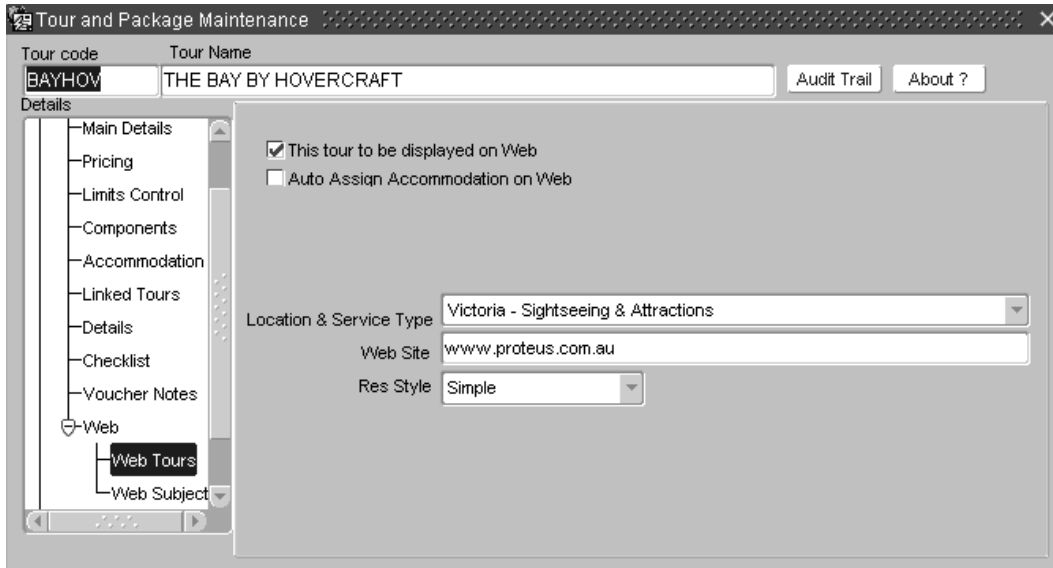 Tour and Package Maintenance
Tour code Tour Name
BAYHOV THE BAY BY HOVERCRAFT Audit Trail About ?
Details
Main Details
Pricing
Limits Control
Components
Accommodation
Linked Tours
Details
Checklist
Voucher Notes
Web
Web Tours
Web Subject
This tour to be displayed on Web
Auto Assign Accommodation on Web
Location & Service Type Victoria - Sightseeing & Attractions
Web Site www.proteus.com.au
Res Style Simple